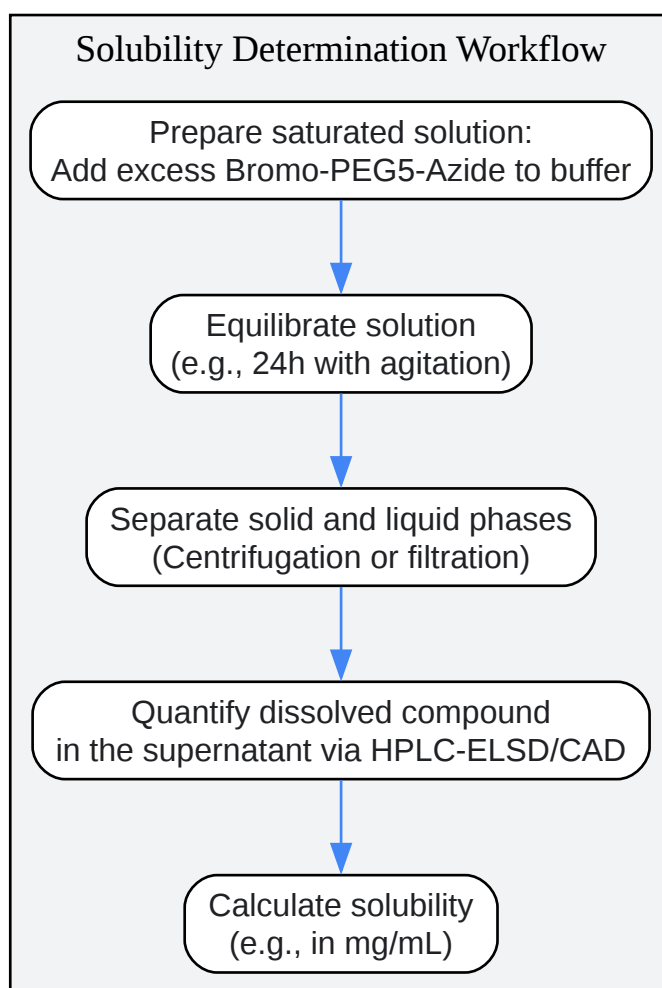 Solubility Determination Workflow
Prepare saturated solution:
Add excess Bromo-PEG5-Azide to buffer
Equilibrate solution
(e.g., 24h with agitation)
Separate solid and liquid phases
(Centrifugation or filtration)
Quantify dissolved compound
in the supernatant via HPLC-ELSD/CAD
Calculate solubility
(e.g., in mg/mL)